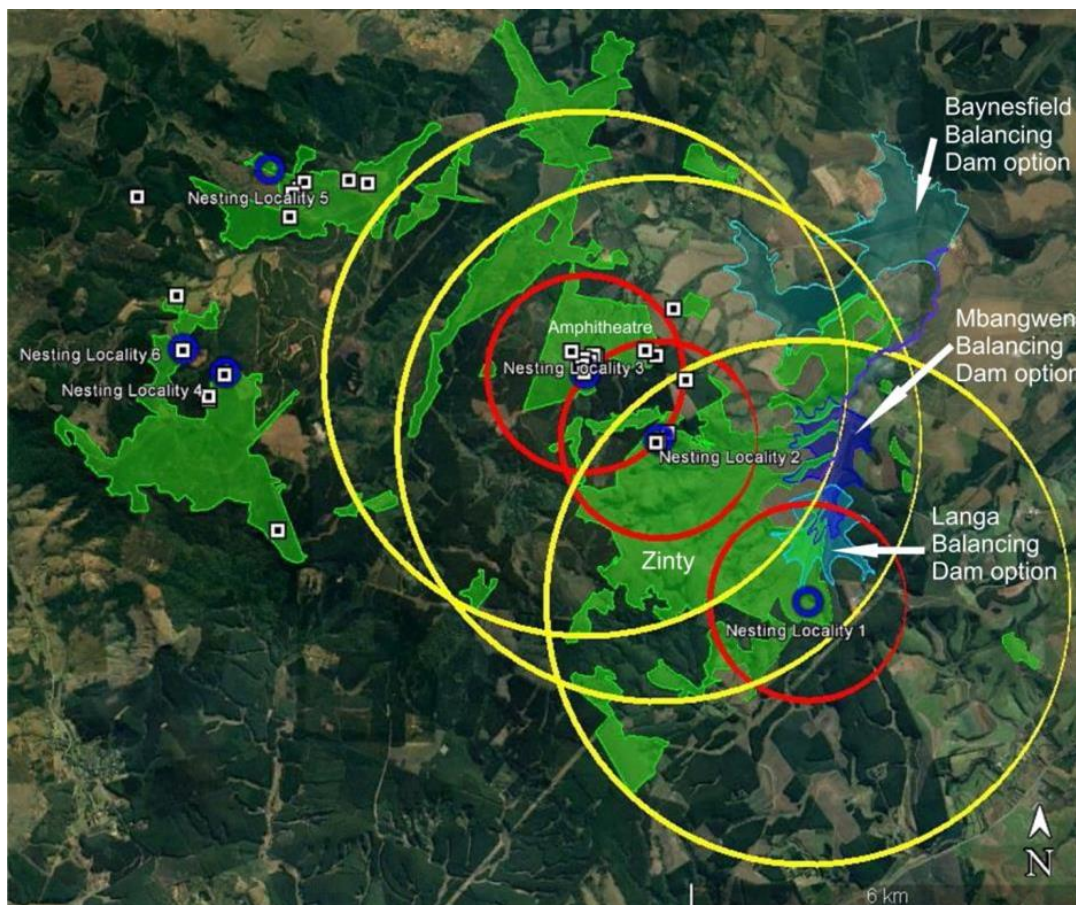 Baynesfield
Balancing
Dam option
Nesting Locality 5
Mbangwen
Balancing
Dam option
Amphitheatre
Nesting Locality 6
Nesting Locality 3
Nesting Locality 4
Nesting Locality 2
Langa
Balancing
Dam option
Zinty
Nesting Locality 1
N
6 km